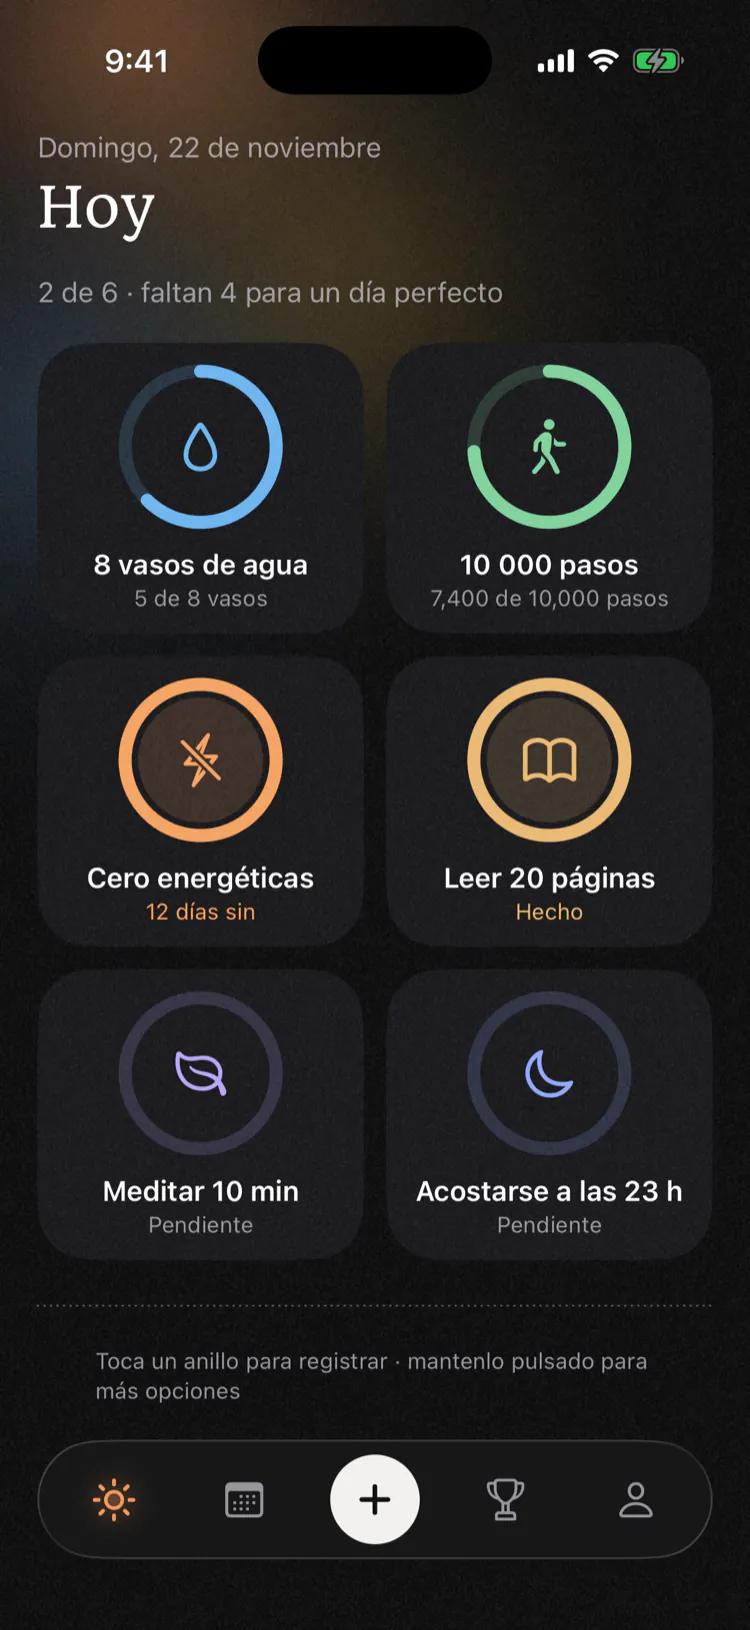 9:41
Domingo, 22 de noviembre
Hoy
2 de 6 · faltan 4 para un día perfecto
8 vasos de agua
5 de 8 vasos
10 000 pasos
7,400 de 10,000 pasos
Cero energéticas
12 días sin
Leer 20 páginas
Hecho
Meditar 10 min
Pendiente
Acostarse a las 23 h
Pendiente
Toca un anillo para registrar · mantenlo pulsado para
más opciones